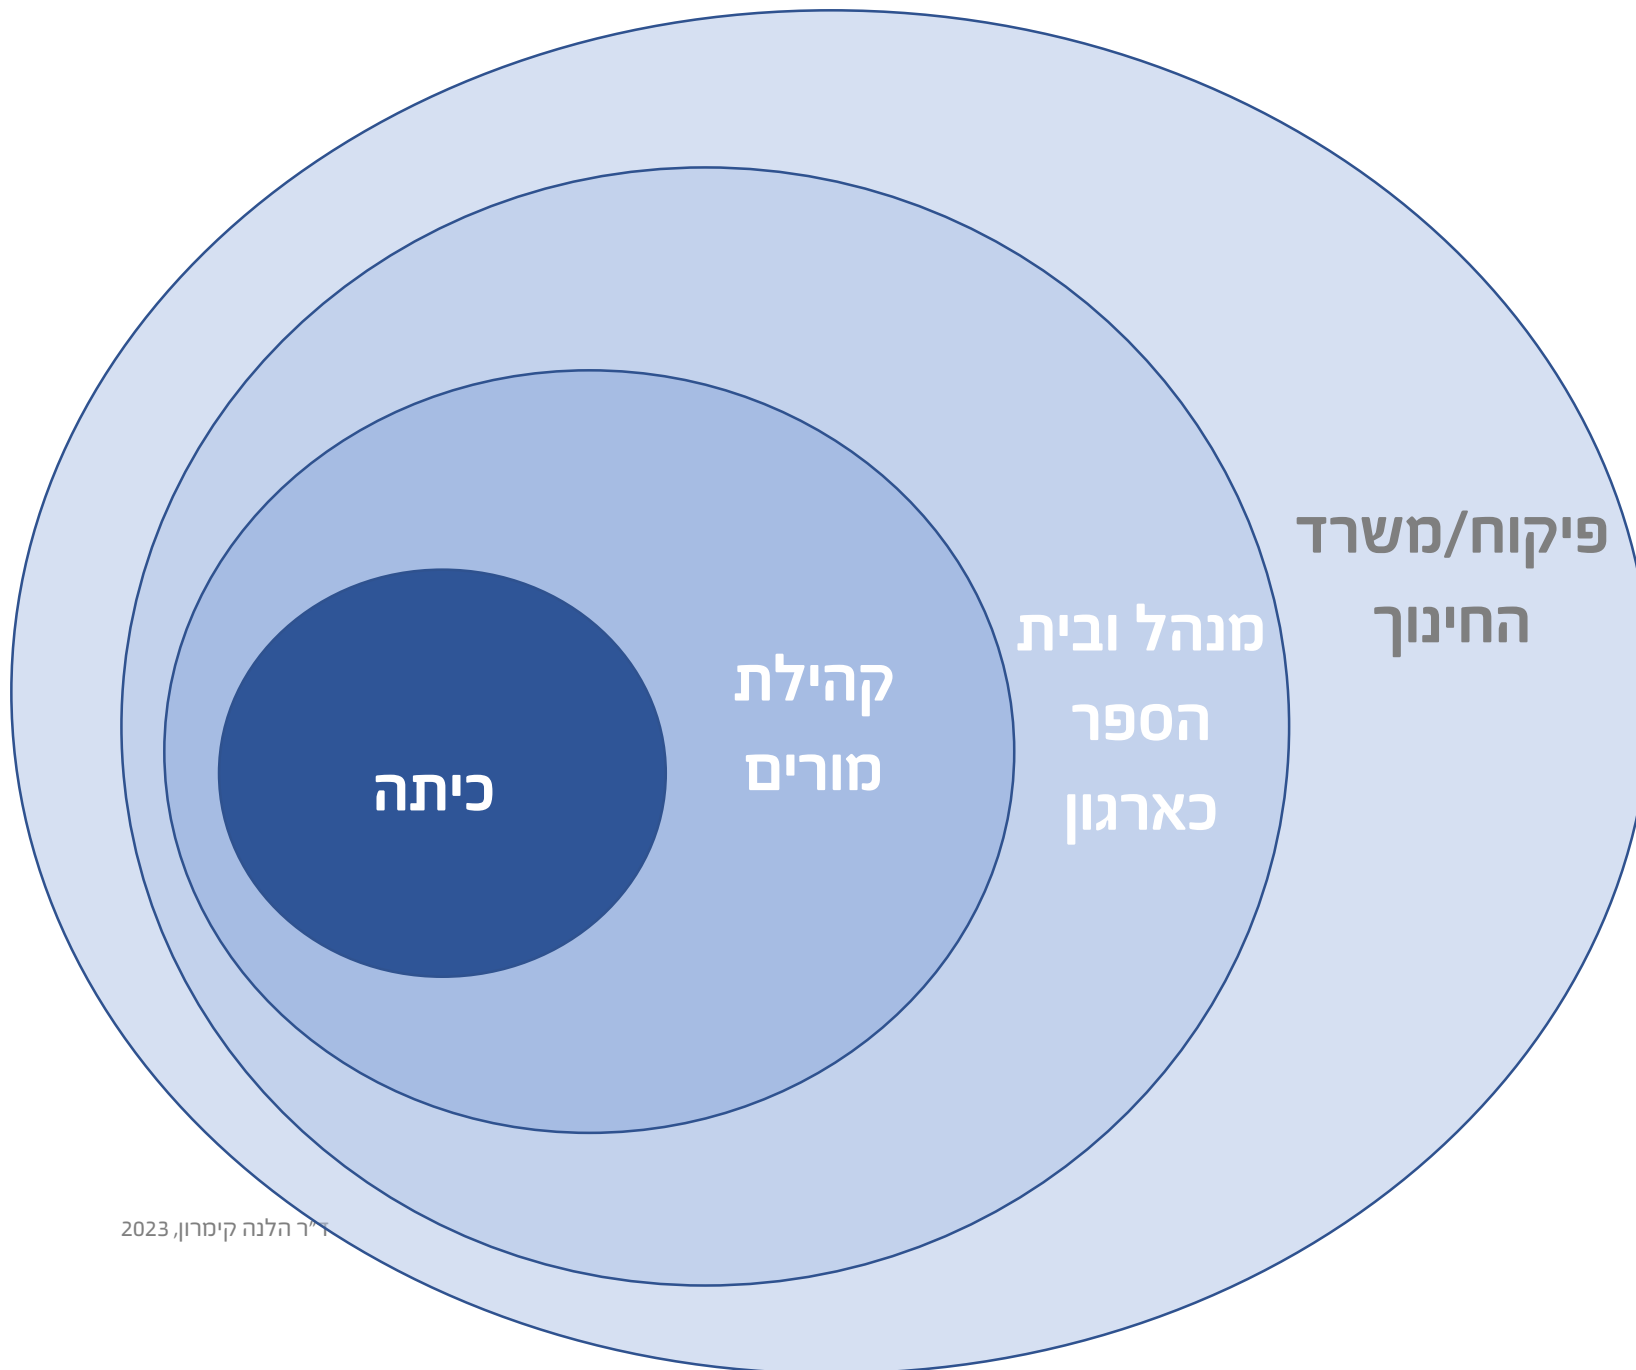 פיקוח/משרד
החינוך
מנהל ובית
הספר
כארגון
קהילת
מורים
כיתה
ד"ר הלנה קימרון, 2023